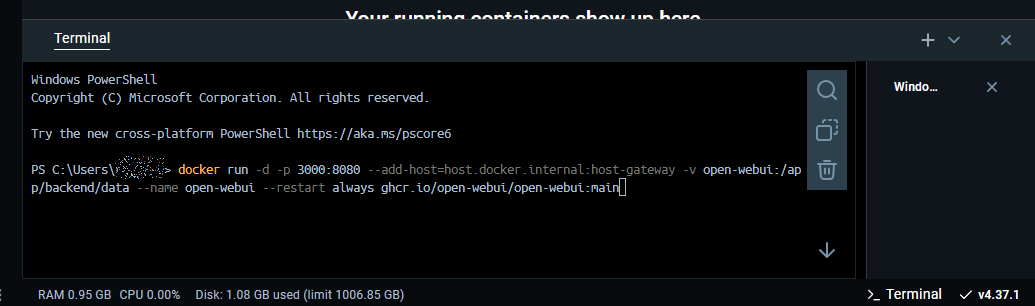 Your running containers show up here
Terminal
Windows PowerShell
Copyright (C) Microsoft Corporation. All rights reserved.
Windo...
Try the new cross-platform PowerShell https://aka.ms/pscore6
PS C:\Users\ > docker run -d -p 3000:8080 --add-host=host.docker.internal:host-gateway -v open-webui:/ap
p/backend/data --name open-webui --restart always ghcr.io/open-webui/open-webui:main
RAM 0.95 GB CPU 0.00% Disk: 1.08 GB used (limit 1006.85 GB)
>_ Terminal v4.37.1